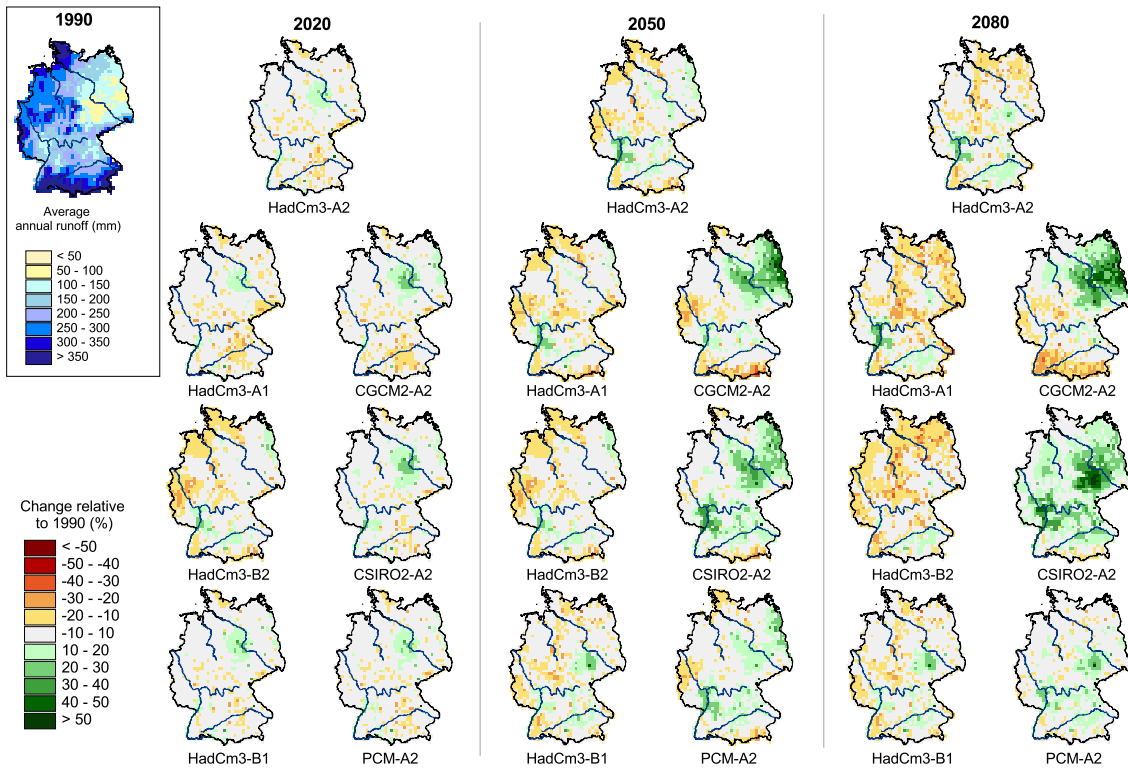 1990
2020
2050
2080
HadCm3-A2
HadCm3-A2
HadCm3-A2
Average
annual runoff (mm)
< 50
50 - 100
100 - 150
150 - 200
200 - 250
250 - 300
300 - 350
> 350
HadCm3-A1
CGCM2-A2
HadCm3-A1
CGCM2-A2
HadCm3-A1
CGCM2-A2
HadCm3-B2
CSIRO2-A2
HadCm3-B2
CSIRO2-A2
HadCm3-B2
CSIRO2-A2
Change relative
to 1990 (%)
< -50
-50 - -40
-40 - -30
-30 - -20
-20 - -10
-10 - 10
10 - 20
20 - 30
30 - 40
40 - 50
> 50
HadCm3-B1
PCM-A2
HadCm3-B1
PCM-A2
HadCm3-B1
PCM-A2